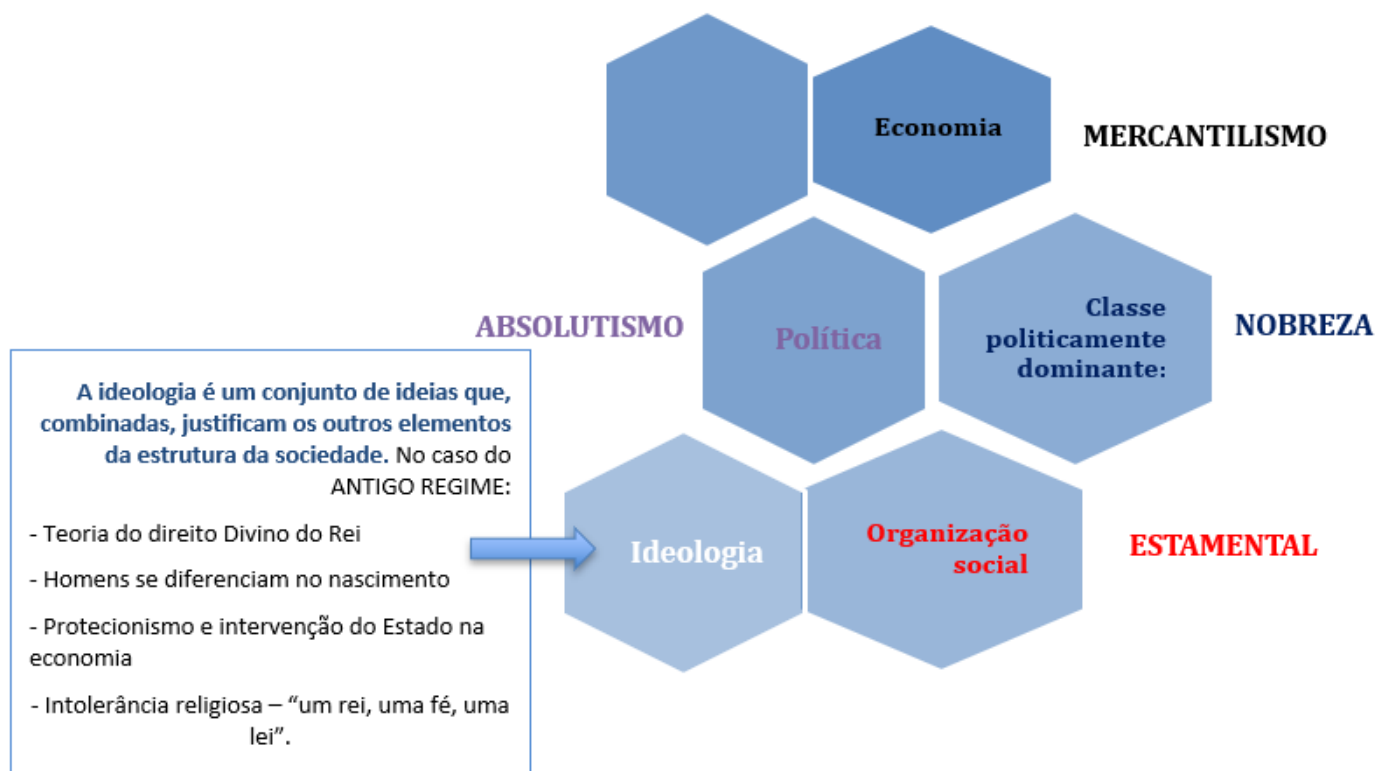 Economia
MERCANTILISMO
ABSOLUTISMO
Política
Classe
politicamente
dominante:
NOBREZA
A ideologia é um conjunto de ideias que,
combinadas, justificam os outros elementos
da estrutura da sociedade. No caso do
ANTIGO REGIME:
- Teoria do direito Divino do Rei
- Homens se diferenciam no nascimento
- Protecionismo e intervenção do Estado na
economia
- Intolerância religiosa – “um rei, uma fé, uma
lei”.
Ideologia
Organização
social
ESTAMENTAL